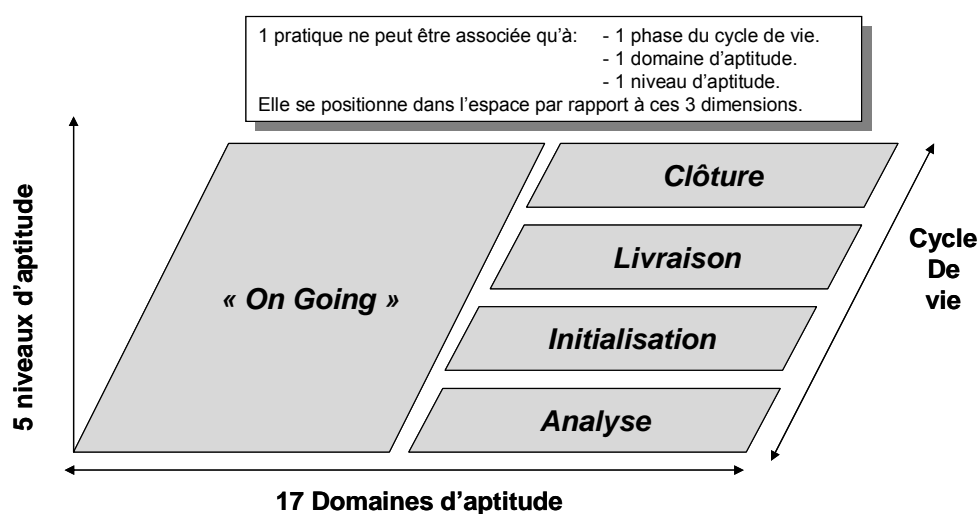 1 pratique ne peut être associée qu'à: - 1 phase du cycle de vie.
- 1 domaine d'aptitude.
- 1 niveau d'aptitude.
Elle se positionne dans l'espace par rapport à ces 3 dimensions.
5 niveaux d'aptitude
« On Going »
Clôture
Livraison
Initialisation
Analyse
Cycle
De
vie
17 Domaines d'aptitude